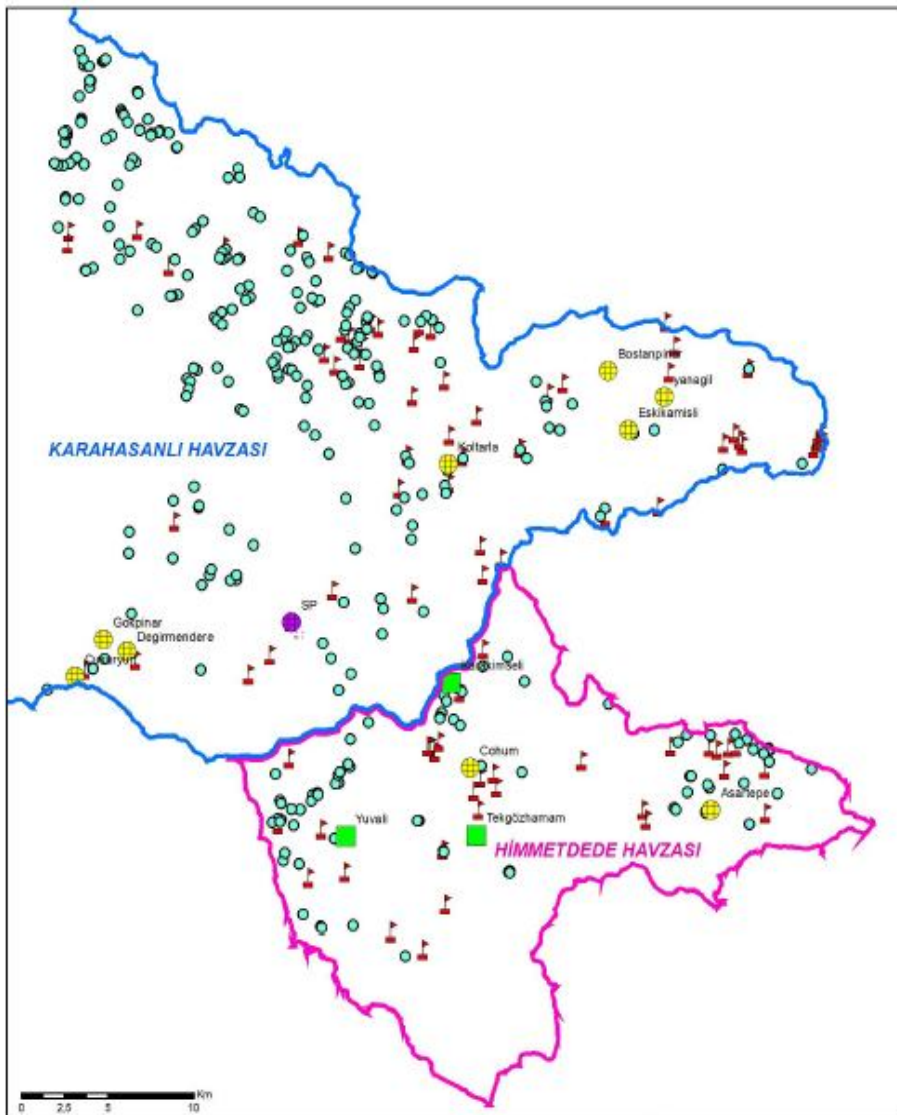 Bostanpinar
yanagil
Eskikamisli
Koltarla
KARAHASANLI HAVZASI
SP
Gokpinar
Degirmendere
Cohum
Asartepe
Yuvali
Tekgözhamam
HİMMETDEDE HAVZASI
Km
0 2,5 5 10